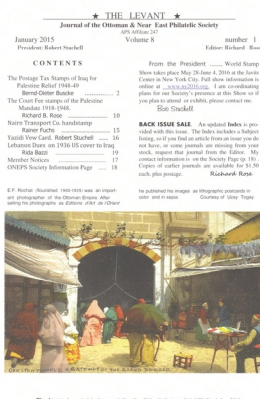 ★ THE LEVANT ★
Journal of the Ottoman & Near East Philatelic Society
APS Affiliate 247
January 2015 Volume 8 number 1
President: Robert Stuchell Editor: Richard Rose
CONTENTS
The Postage Tax Stamps of Iraq for
Palestine Relief 1948-49
Bernd-Dieter Buscke ........ 2
The Court Fee stamps of the Palestine
Mandate 1918-1948.
Richard B. Rose 10
Nairn Transport Co. handstamp
Rainer Fuchs 15
Yazidi View Card. Robert Stuchell .... 16
Lebanon Dues on 1936 US cover to Iraq
Rida Bazzi 19
Member Notices 17
ONEPS Society Information Page 18
From the President ....... World Stamp
Show takes place May 28-June 4, 2016 at the Javitz
Center in New York City. Full show information is
online at www.ny2016.org. I am co-ordinating
plans for our Society's presence at this Show so if
you plan to attend or exhibit, please contact me.
Rob Stuchell
BACK ISSUE SALE. An updated Index is pro-
vided with this issue. The Index includes a Subject
listing, so if you find an article from an issue you do
not have, or some journals are missing from your
stock, request that journal from the Editor. My
contact information is on the Society Page (p. 18).
Copies of earlier journals are available for $1.50
each, plus postage. Richard Rose
E.F. Rochat (flourished 1900-1925) was an import-
ant photographer of the Ottoman Empire. After
selling his photographs as Editions d'Art de l'Orient
he published his images as lithographic postcards in
color and in sepia. Courtesy of Ulzay Tozgay